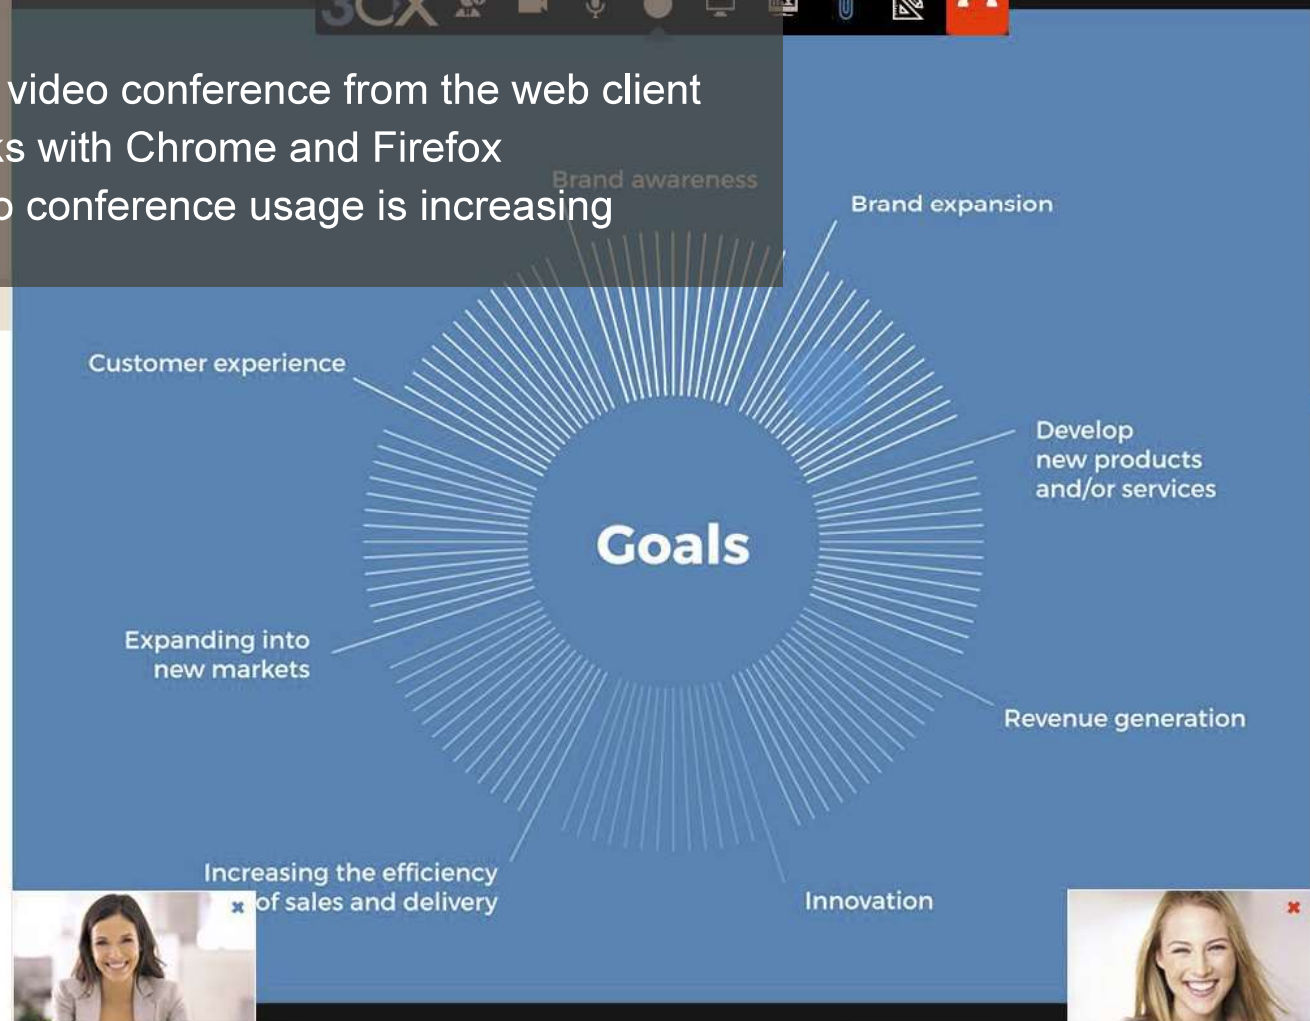 3CX
video conference from the web client
s with Chrome and Firefox
o conference usage is increasing
Brand awareness
Brand expansion
Customer experience
Develop
new products
and/or services
Goals
Expanding into
new markets
Revenue generation
Increasing the efficiency
of sales and delivery
Innovation